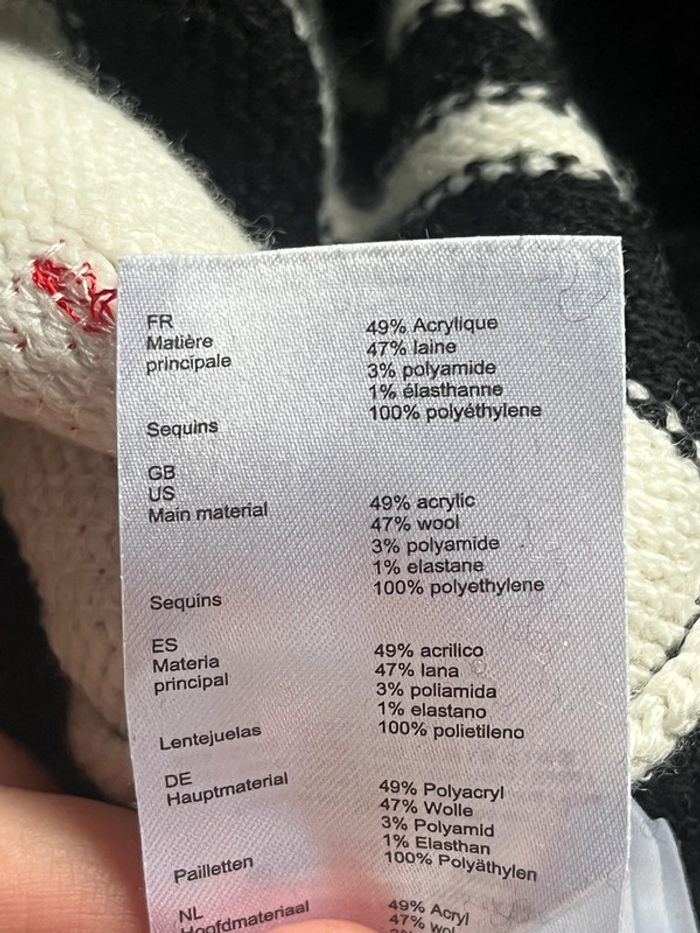 FR
Matière 49% Acrylique
principale 47% laine
3% polyamide
1% élasthanne
Sequins 100% polyéthylene
GB
US
Main material 49% acrylic
47% wool
3% polyamide
1% elastane
Sequins 100% polyethylene
ES
Materia 49% acrilico
principal 47% lana
3% poliamida
1% elastano
Lentejuelas 100% polietileno
DE
Hauptmaterial 49% Polyacryl
47% Wolle
3% Polyamid
1% Elasthan
Pailletten 100% Polyäthylen
NL
Hoofdmateriaal 49% Acryl
47%